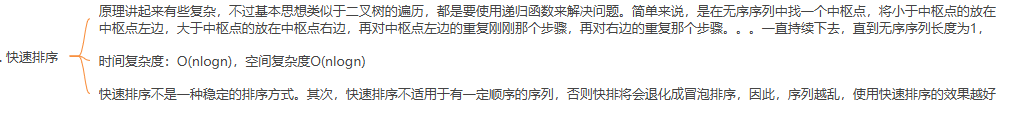 原理讲起来有些复杂，不过基本思想类似于二叉树的遍历，都是要使用递归函数来解决问题。简单来说，是在无序序列中找一个中枢点，将小于中枢点的放在
中枢点左边，大于中枢点的放在中枢点右边，再对中枢点左边的重复刚刚那个步骤，再对右边的重复那个步骤。。。一直持续下去，直到无序序列长度为1，
. 快速排序
时间复杂度：O(nlogn)，空间复杂度O(nlogn)
快速排序不是一种稳定的排序方式。其次，快速排序不适用于有一定顺序的序列，否则快排将会退化成冒泡排序，因此，序列越乱，使用快速排序的效果越好